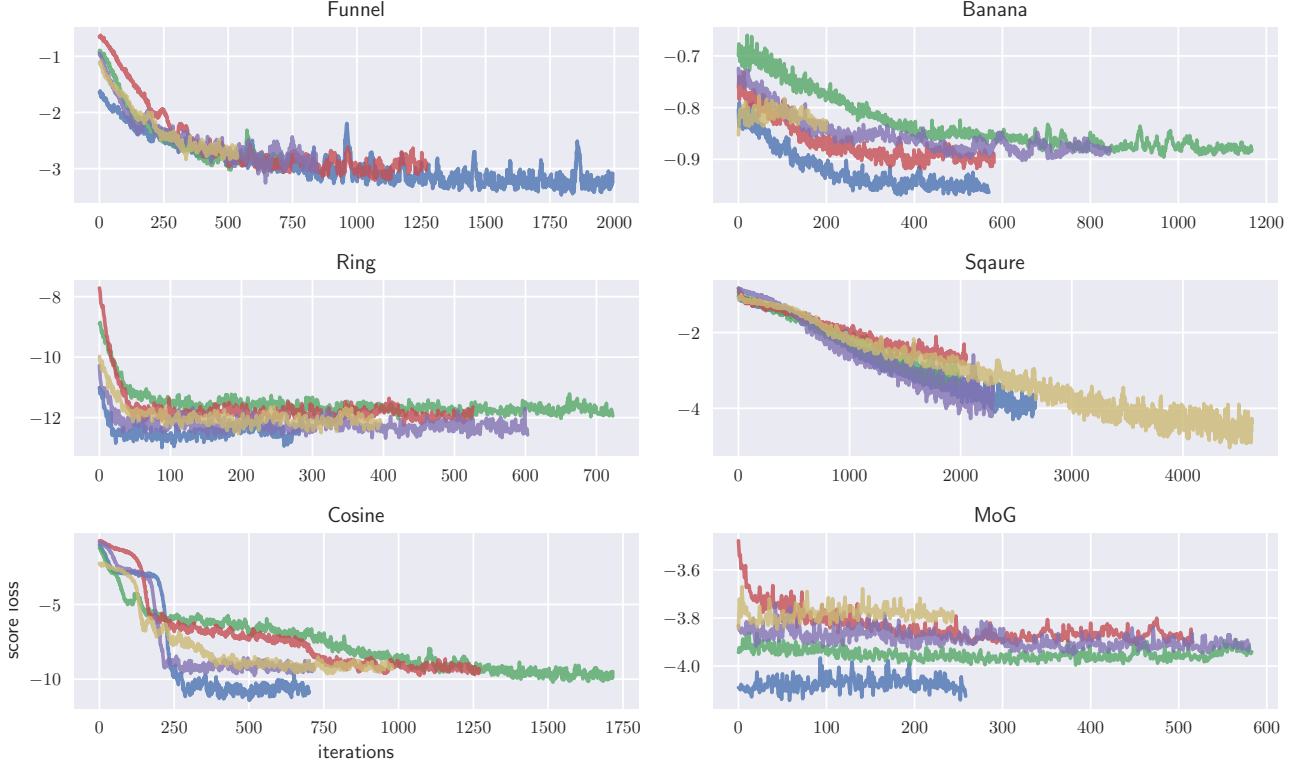 Funnel
Banana
−1
−2
−3
0 250 500 750 1000 1250 1500 1750 2000
−0.7
−0.8
−0.9
0 200 400 600 800 1000 1200
Ring
Sqaure
−8
−10
−12
0 100 200 300 400 500 600 700
−2
−4
0 1000 2000 3000 4000
Cosine
MoG
score loss
−5
−10
0 250 500 750 1000 1250 1500 1750
iterations
−3.6
−3.8
−4.0
0 100 200 300 400 500 600